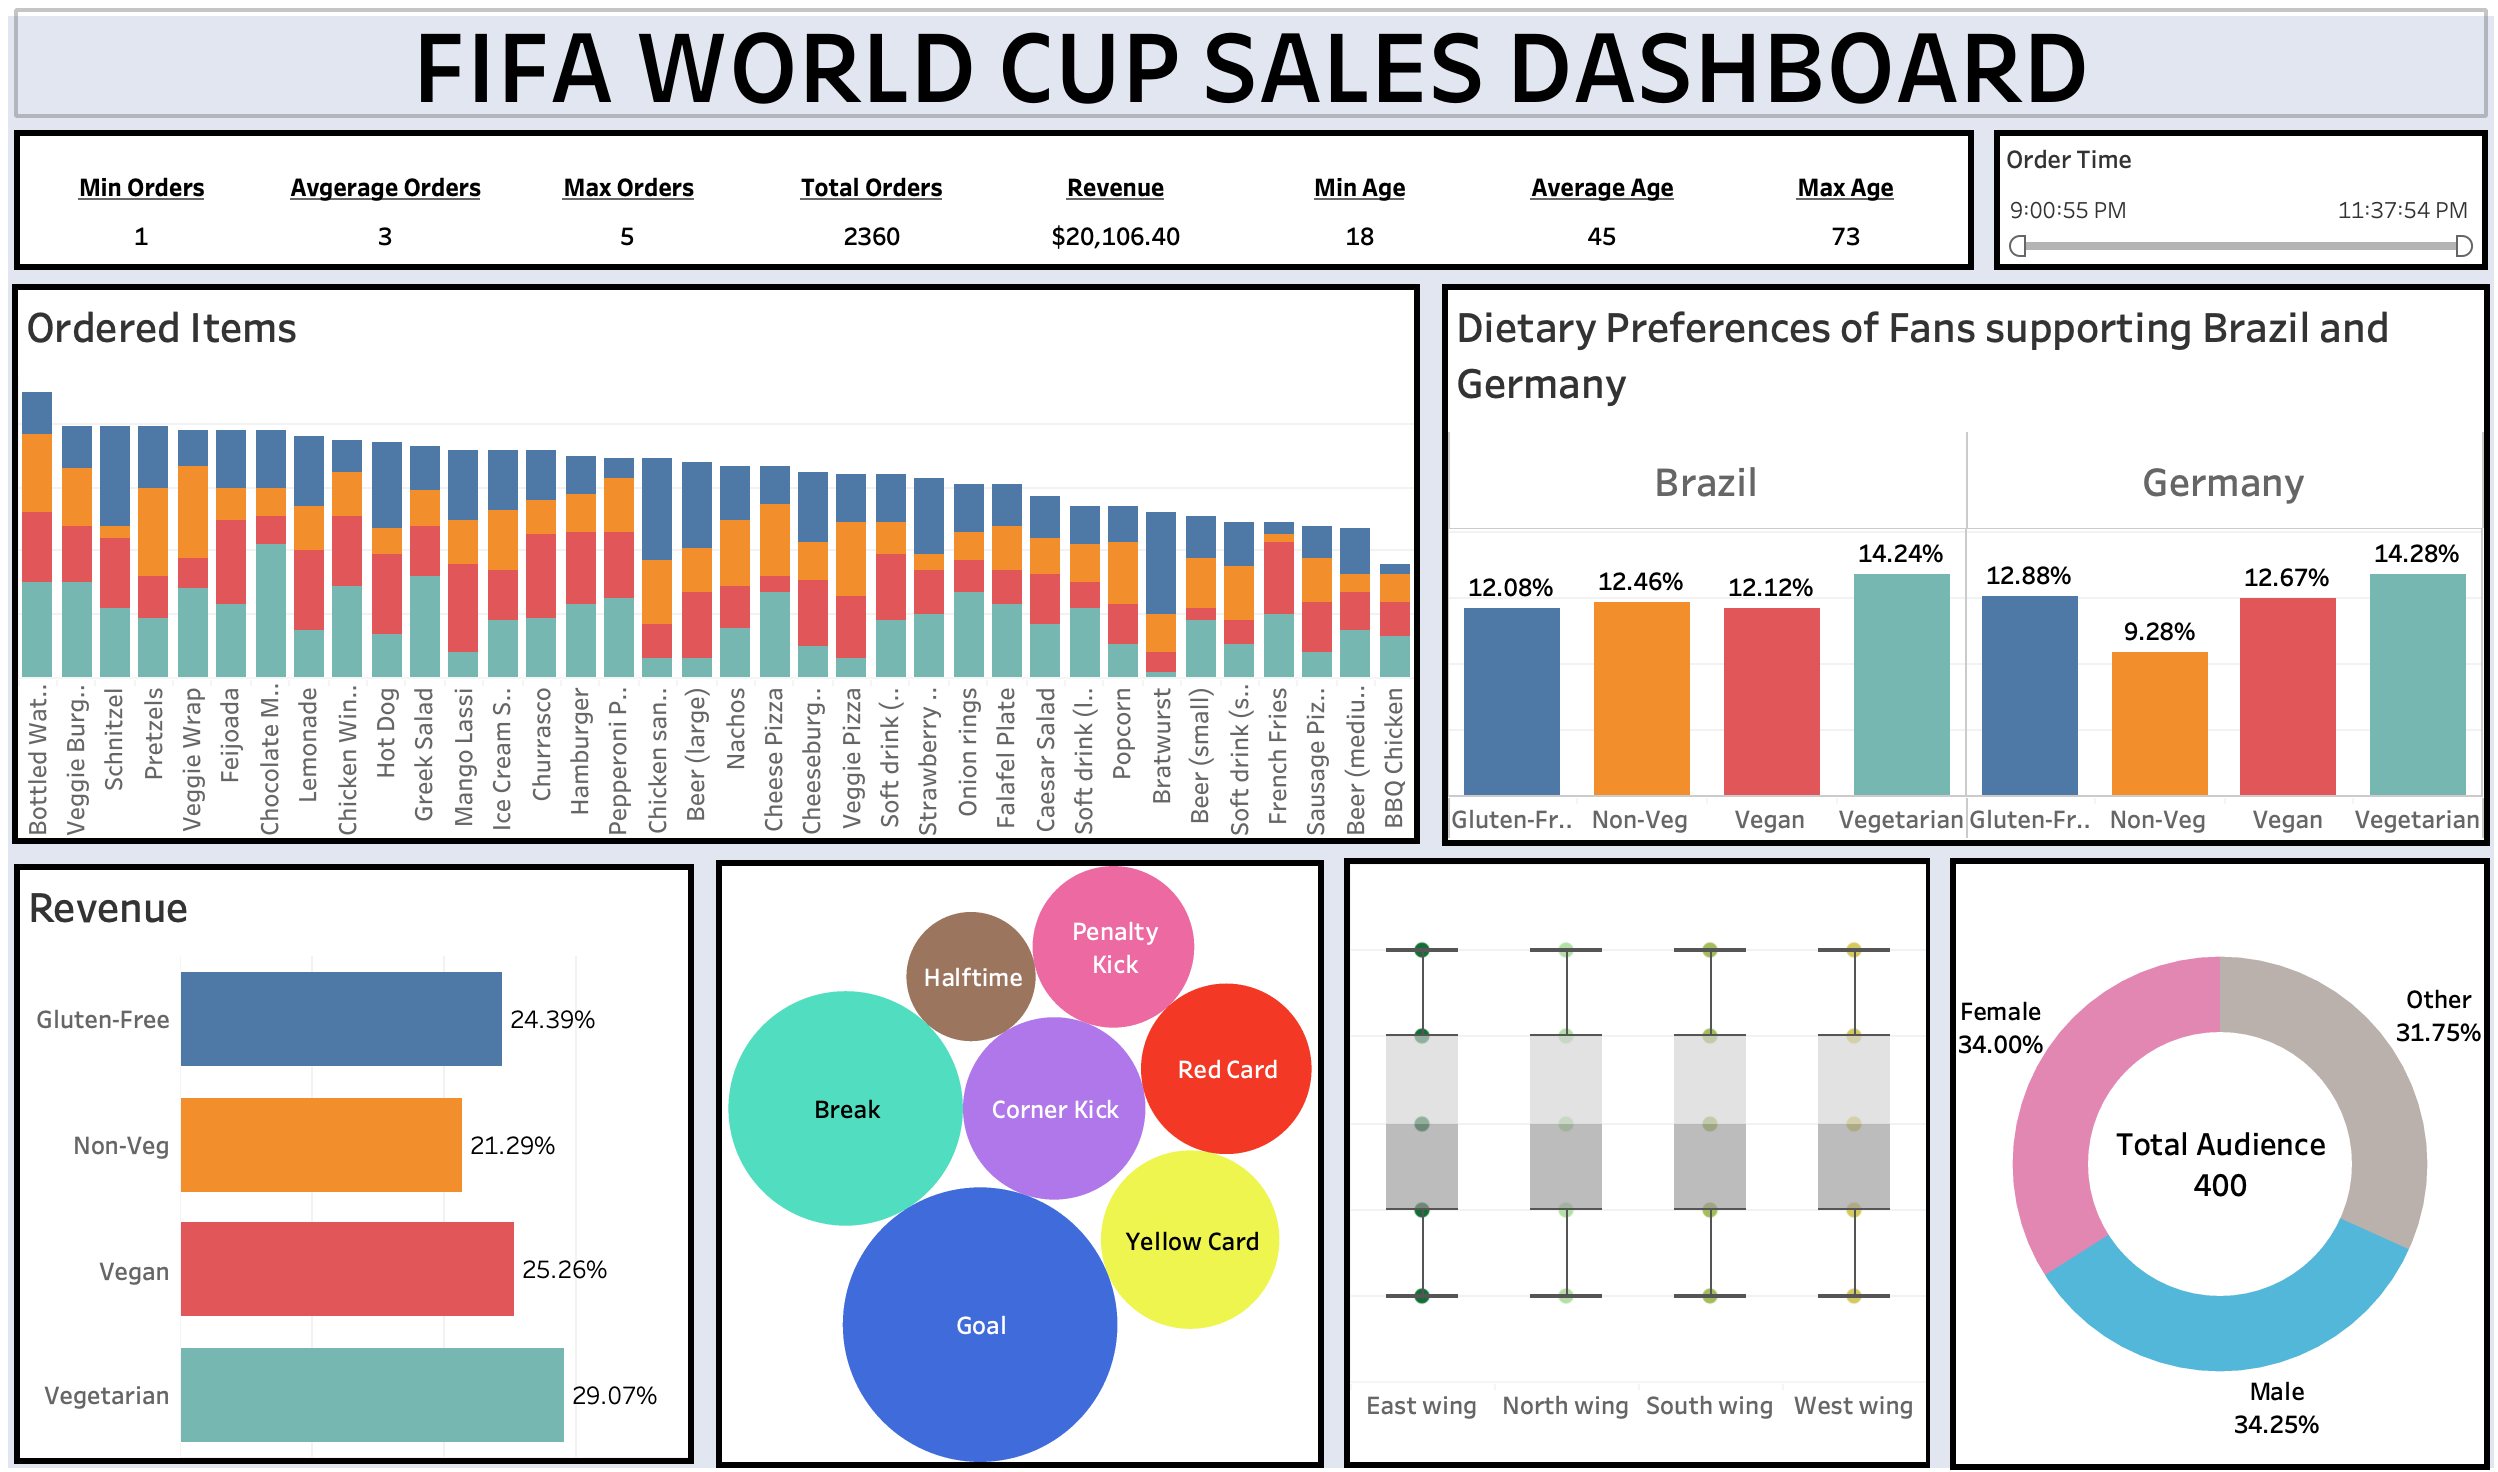 FIFA WORLD CUP SALES DASHBOARD
Min Orders
Avgerage Orders
Max Orders
Total Orders
Revenue
Min Age
Average Age
Max Age
1
3
5
2360
$20,106.40
18
45
73
Order Time
9:00:55 PM
11:37:54 PM
Ordered Items
Bottled Wat..
Veggie Burg..
Schnitzel
Pretzels
Veggie Wrap
Feijoada
Chocolate M..
Lemonade
Chicken Win..
Hot Dog
Greek Salad
Mango Lassi
Ice Cream S..
Churrasco
Hamburger
Pepperoni P..
Chicken san..
Beer (large)
Nachos
Cheese Pizza
Cheeseburg..
Veggie Pizza
Soft drink (..
Strawberry ..
Onion rings
Falafel Plate
Caesar Salad
Soft drink (l..
Popcorn
Bratwurst
Beer (small)
Soft drink (s..
French Fries
Sausage Piz..
Beer (mediu..
BBQ Chicken
Dietary Preferences of Fans supporting Brazil and
Germany
Brazil
Germany
12.08%
12.46%
12.12%
14.24%
12.88%
9.28%
12.67%
14.28%
Gluten-Fr..
Non-Veg
Vegan
Vegetarian
Gluten-Fr..
Non-Veg
Vegan
Vegetarian
Revenue
Gluten-Free
24.39%
Non-Veg
21.29%
Vegan
25.26%
Vegetarian
29.07%
Penalty
Kick
Halftime
Red Card
Break
Corner Kick
Yellow Card
Goal
East wing
North wing
South wing
West wing
Female
34.00%
Other
31.75%
Total Audience
400
Male
34.25%